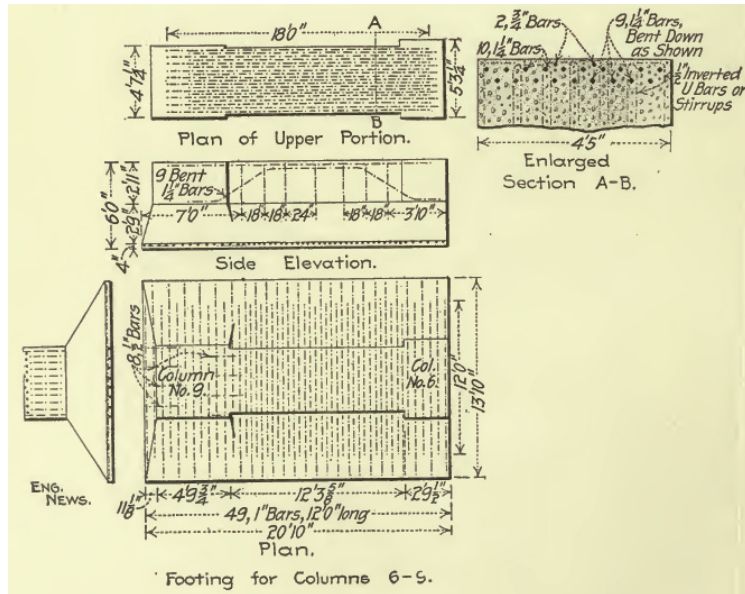 18'0"
A
4'7¼"
5'3¼"
B
Plan of Upper Portion.
2, ¾" Bars
9, 1¼" Bars,
Bent Down
as Shown
10, 1¼" Bars
½" Inverted
U Bars or
Stirrups
4'5"
Enlarged
Section A-B.
9 Bent
1¼" Bars
6'0"
2'11"
2'9"
4"
7'0"
18" 18" 24"
18" 18" 3'10"
Side Elevation.
8, ½" Bars
Column
No. 9.
Col.
No. 6.
12'0"
13'10"
ENG.
NEWS.
11⅛"
4'9¾"
12'3⅝"
2'9½"
49, 1" Bars, 12'0" long
20'10"
Plan.
Footing for Columns 6-9.